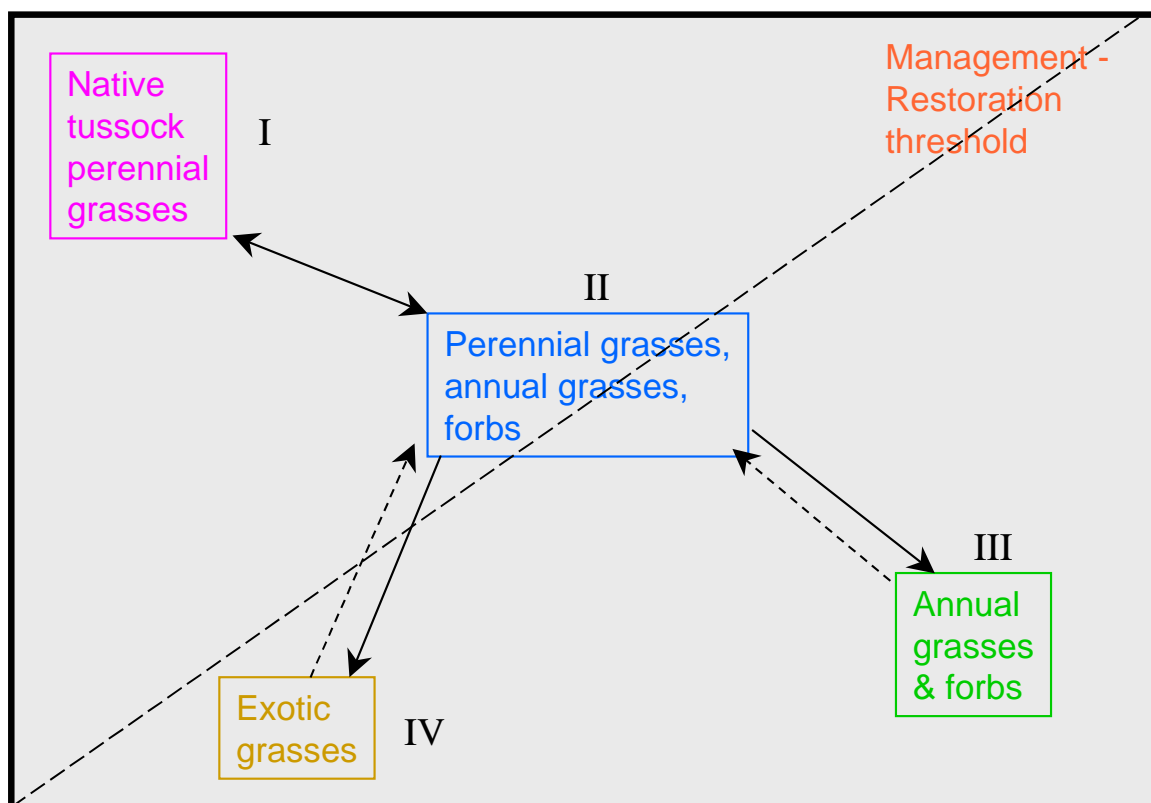 Native
tussock
perennial
grasses
I
Management -
Restoration
threshold
II
Perennial grasses,
annual grasses,
forbs
III
Annual
grasses
& forbs
Exotic
grasses
IV